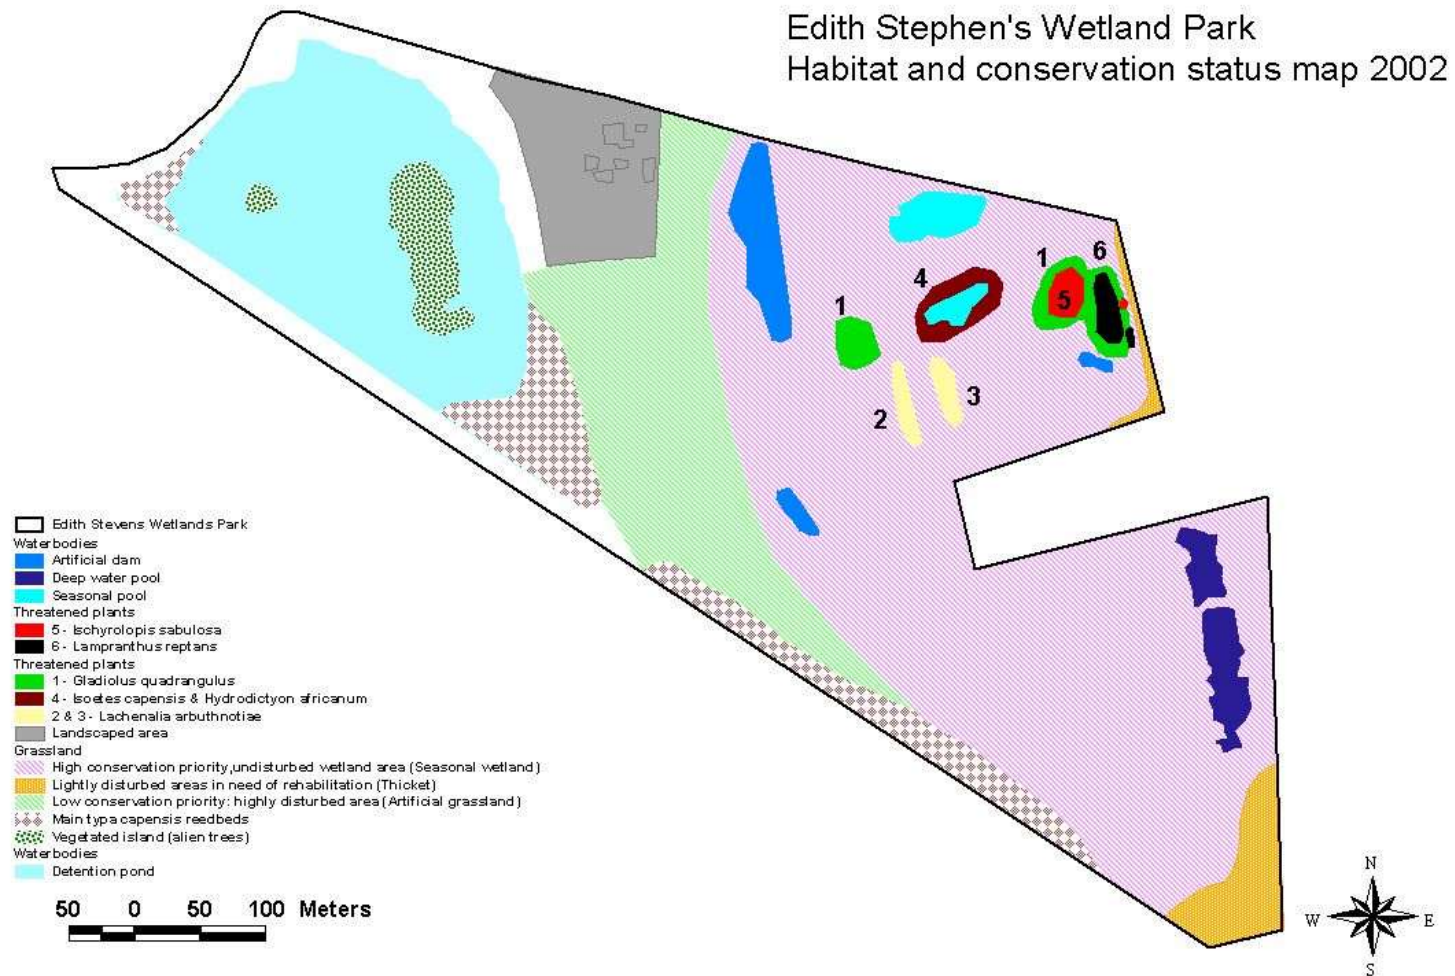 Edith Stephen's Wetland Park
Habitat and conservation status map 2002
1
6
4
5
1
3
2
Edith Stevens Wetlands Park
Waterbodies
Artificial dam
Deep water pool
Seasonal pool
Threatened plants
5 - Ischyrolopis sabulosa
6 - Lampranthus reptans
Threatened plants
1 - Gladiolus quadrangulus
4 - Isoetes capensis & Hydrodictyon africanum
2 & 3 - Lachenalia arbuthnotiae
Landscaped area
Grassland
High conservation priority,undisturbed wetland area (Seasonal wetland)
Lightly disturbed areas in need of rehabilitation (Thicket)
Low conservation priority: highly disturbed area (Artificial grassland)
Main typa capensis reedbeds
Vegetated island (alien trees)
Waterbodies
Detention pond
50 0 50 100 Meters
N
W E
S